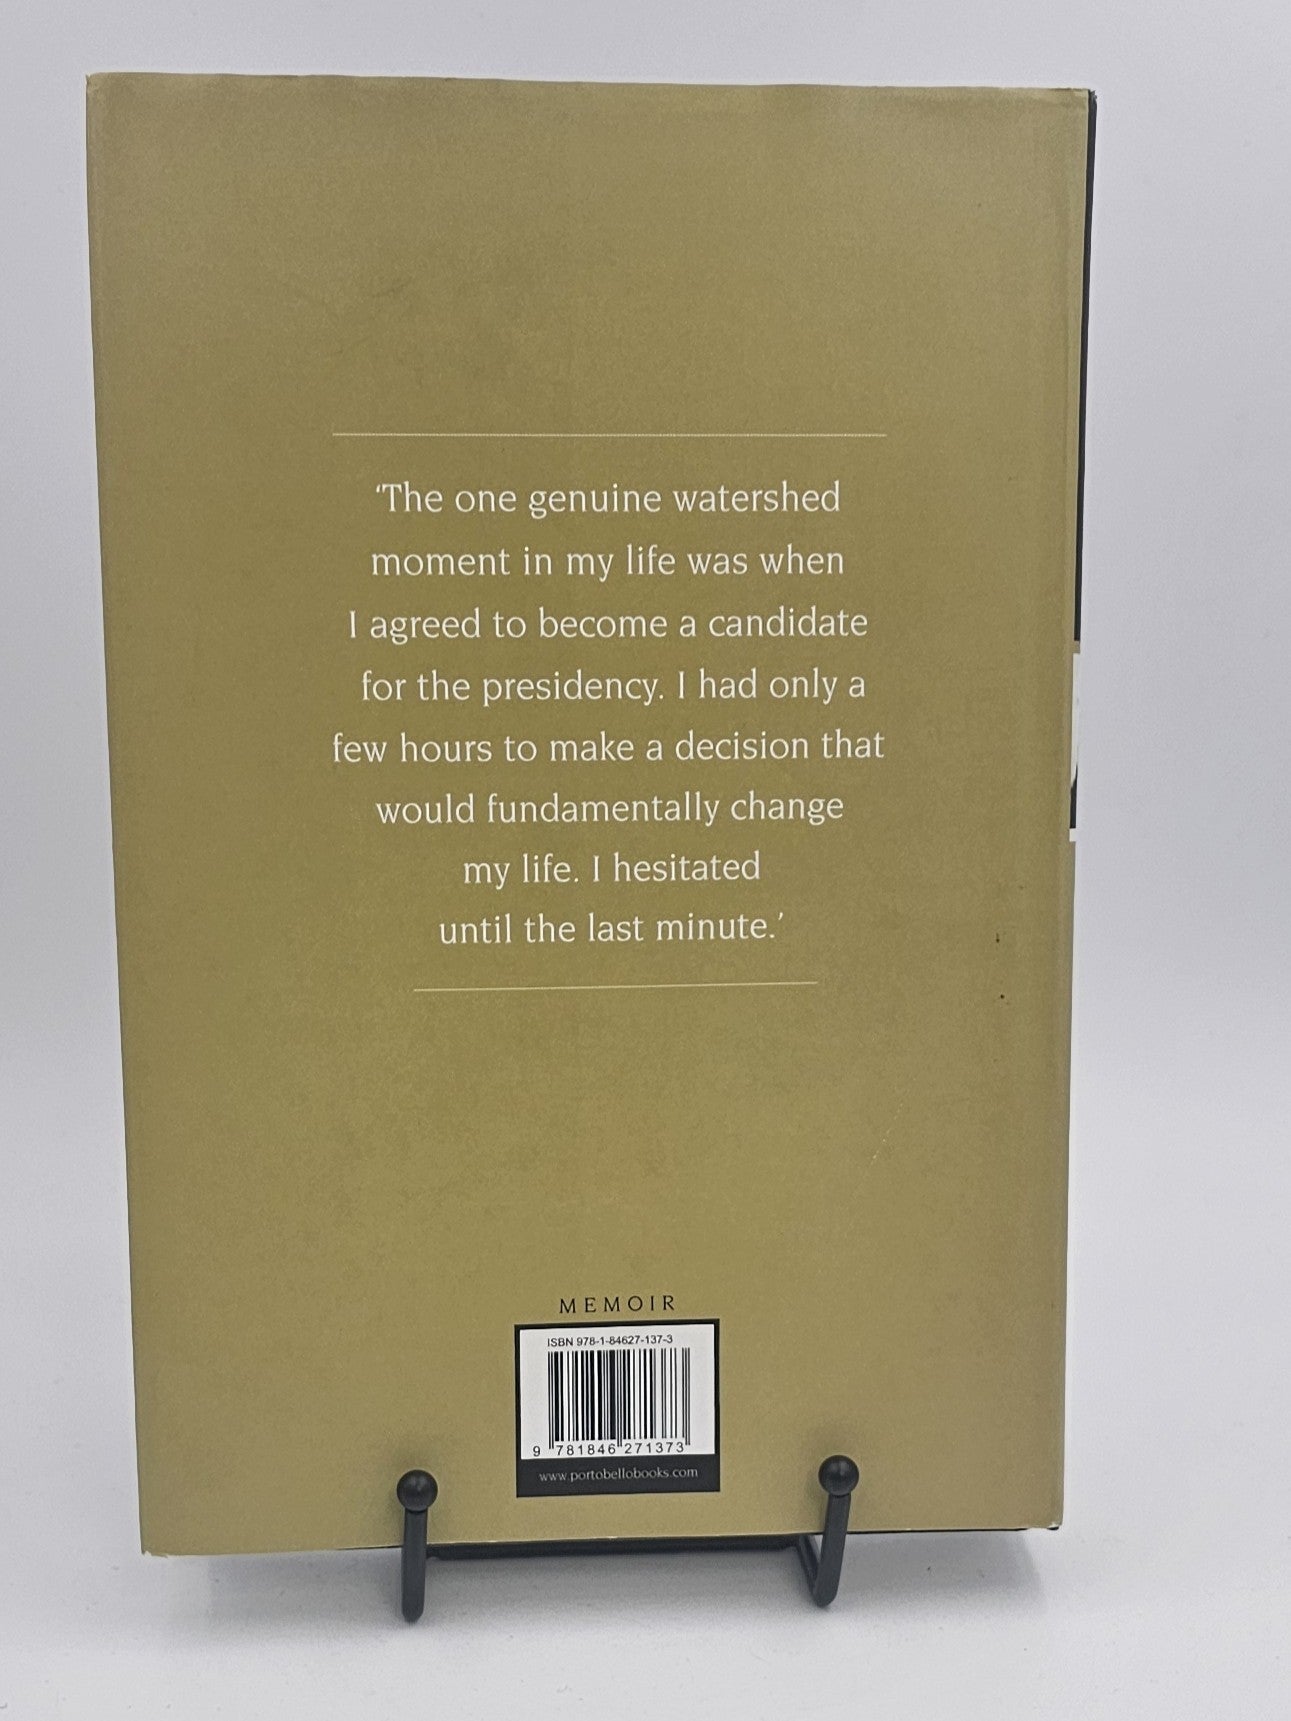 ‘The one genuine watershed
moment in my life was when
I agreed to become a candidate
for the presidency. I had only a
few hours to make a decision that
would fundamentally change
my life. I hesitated
until the last minute.’
MEMOIR
ISBN 978-1-84627-137-3
9 781846 271373
www.portobellobooks.com